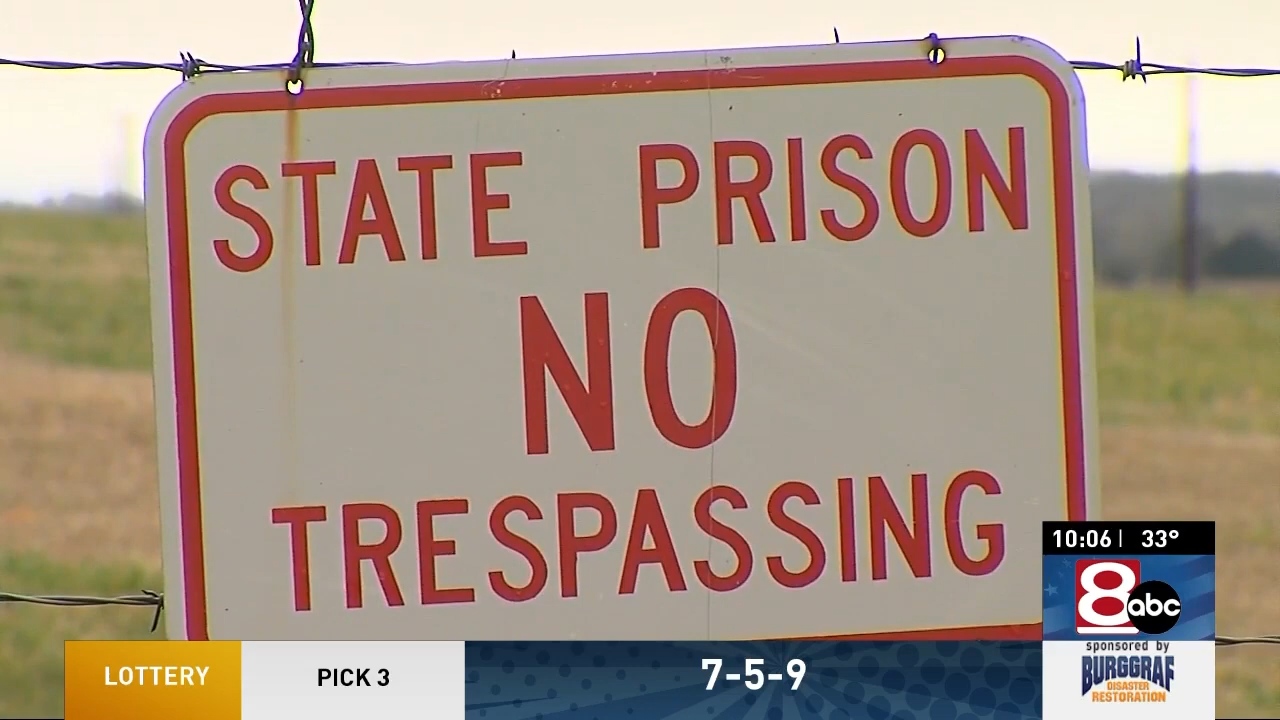 STATE PRISON
NO
TRESPASSING
10:06 | 33°
8 abc
sponsored by
BURGGRAF
DISASTER
RESTORATION
LOTTERY PICK 3 7-5-9